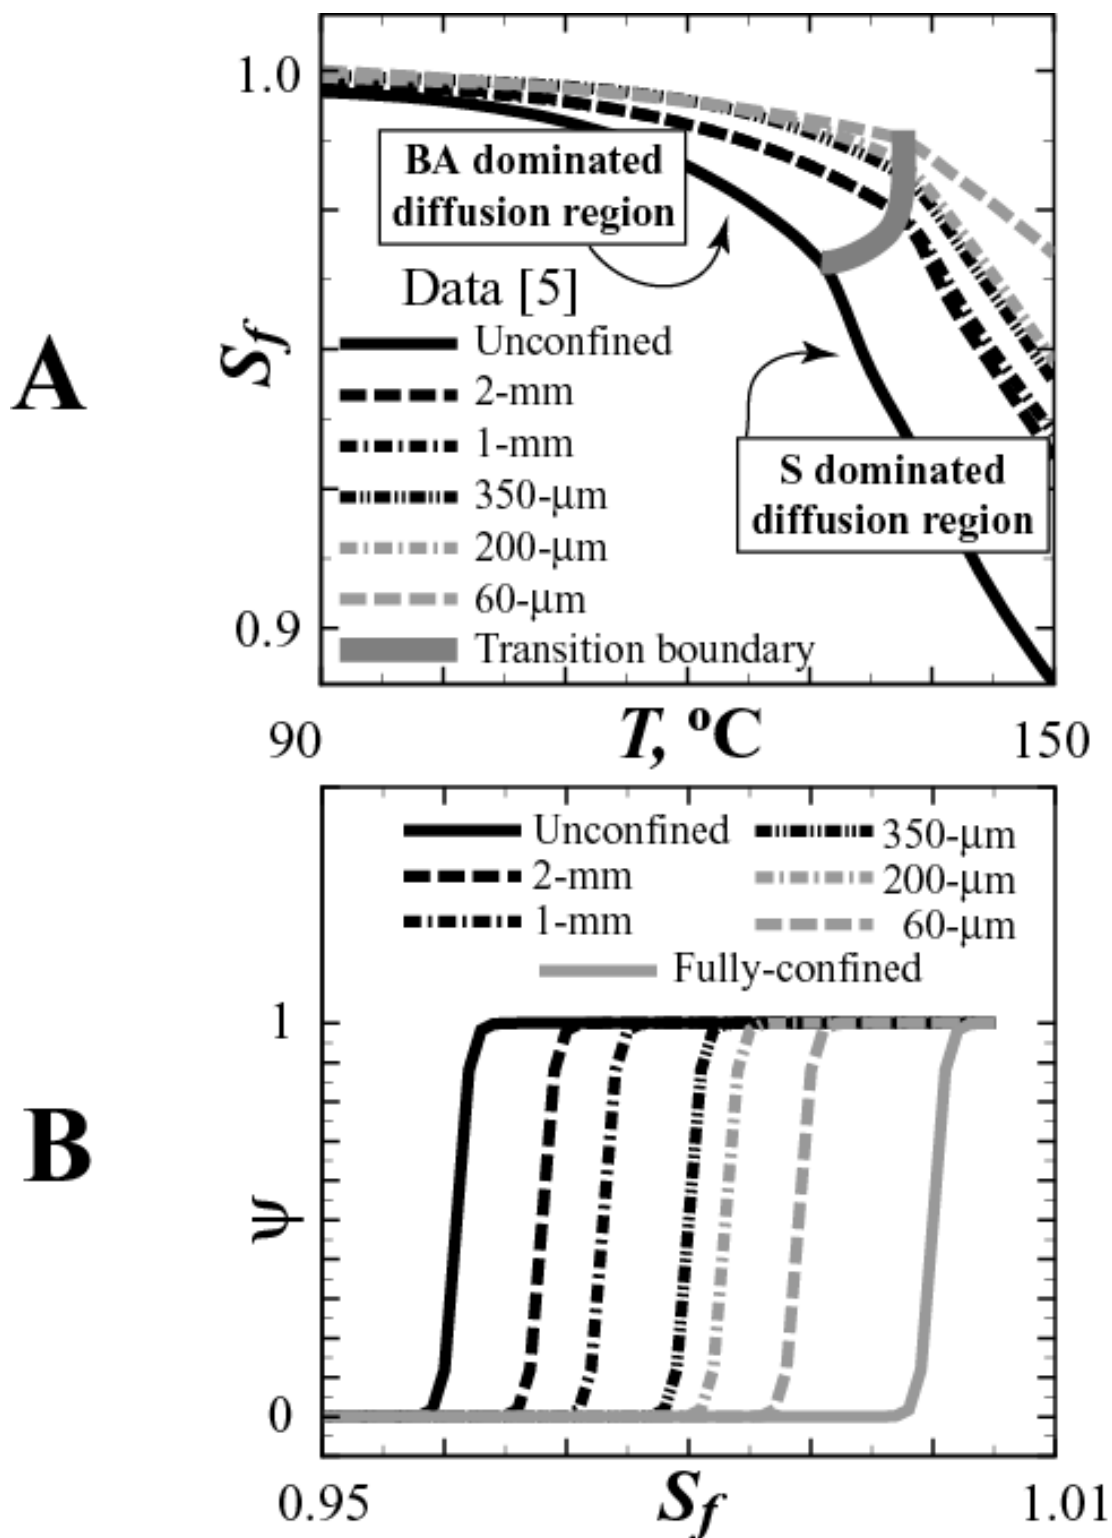 A
1.0
BA dominated
diffusion region
Data [5]
S_f
Unconfined
2-mm
1-mm
350-μm
200-μm
60-μm
Transition boundary
S dominated
diffusion region
0.9
90
T, ºC
150
B
Unconfined
2-mm
1-mm
350-μm
200-μm
60-μm
Fully-confined
1
ψ
0
0.95
S_f
1.01